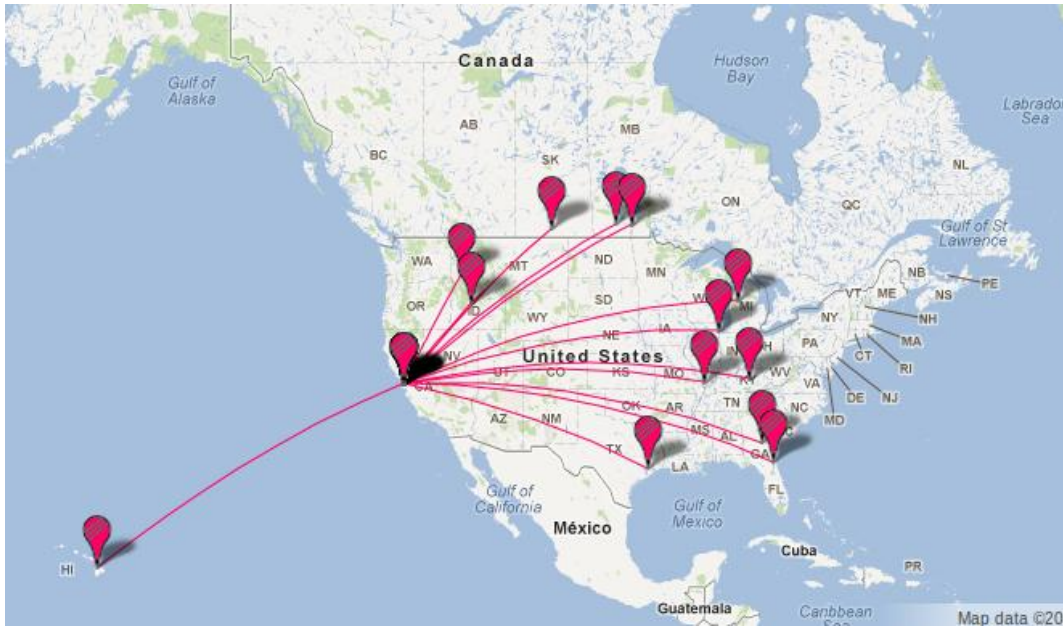 Canada
Hudson
Bay
Gulf of
Alaska
Labrador
Sea
AB
MB
BC
SK
NL
ON
QC
Gulf of St
Lawrence
WA
MT
ND
MN
NB
PE
OR
ID
SD
WY
MI
VT
ME
NS
NY
NH
MA
NV
NE
IA
IN
PA
CT
RI
United States
UT
CO
KS
MO
KY
WV
VA
CA
DE
NJ
MD
AZ
NM
OK
AR
TN
NC
TX
MS
AL
GA
LA
FL
Gulf of
California
Gulf of
Mexico
México
Cuba
HI
PR
Guatemala
Caribbean
Sea
Map data ©20